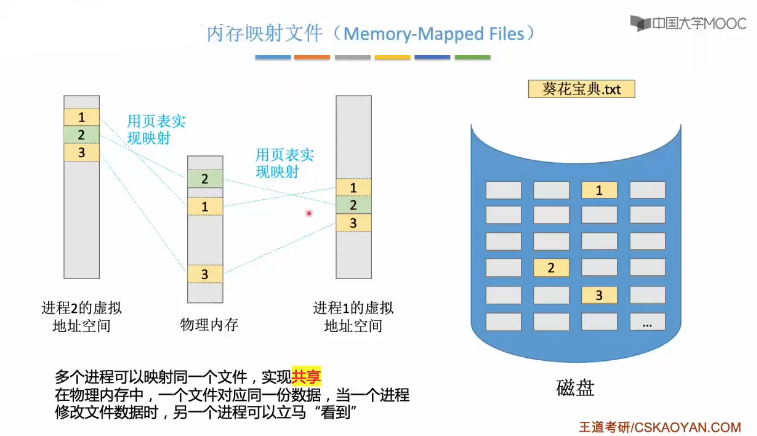 内存映射文件（Memory-Mapped Files）
中国大学MOOC
葵花宝典.txt
1
2
3
用页表实
现映射
2
1
3
用页表实
现映射
1
2
3
1
2
3
...
进程2的虚拟
地址空间
物理内存
进程1的虚拟
地址空间
磁盘
多个进程可以映射同一个文件，实现共享
在物理内存中，一个文件对应同一份数据，当一个进程
修改文件数据时，另一个进程可以立马“看到”
王道考研/CSKAOYAN.COM